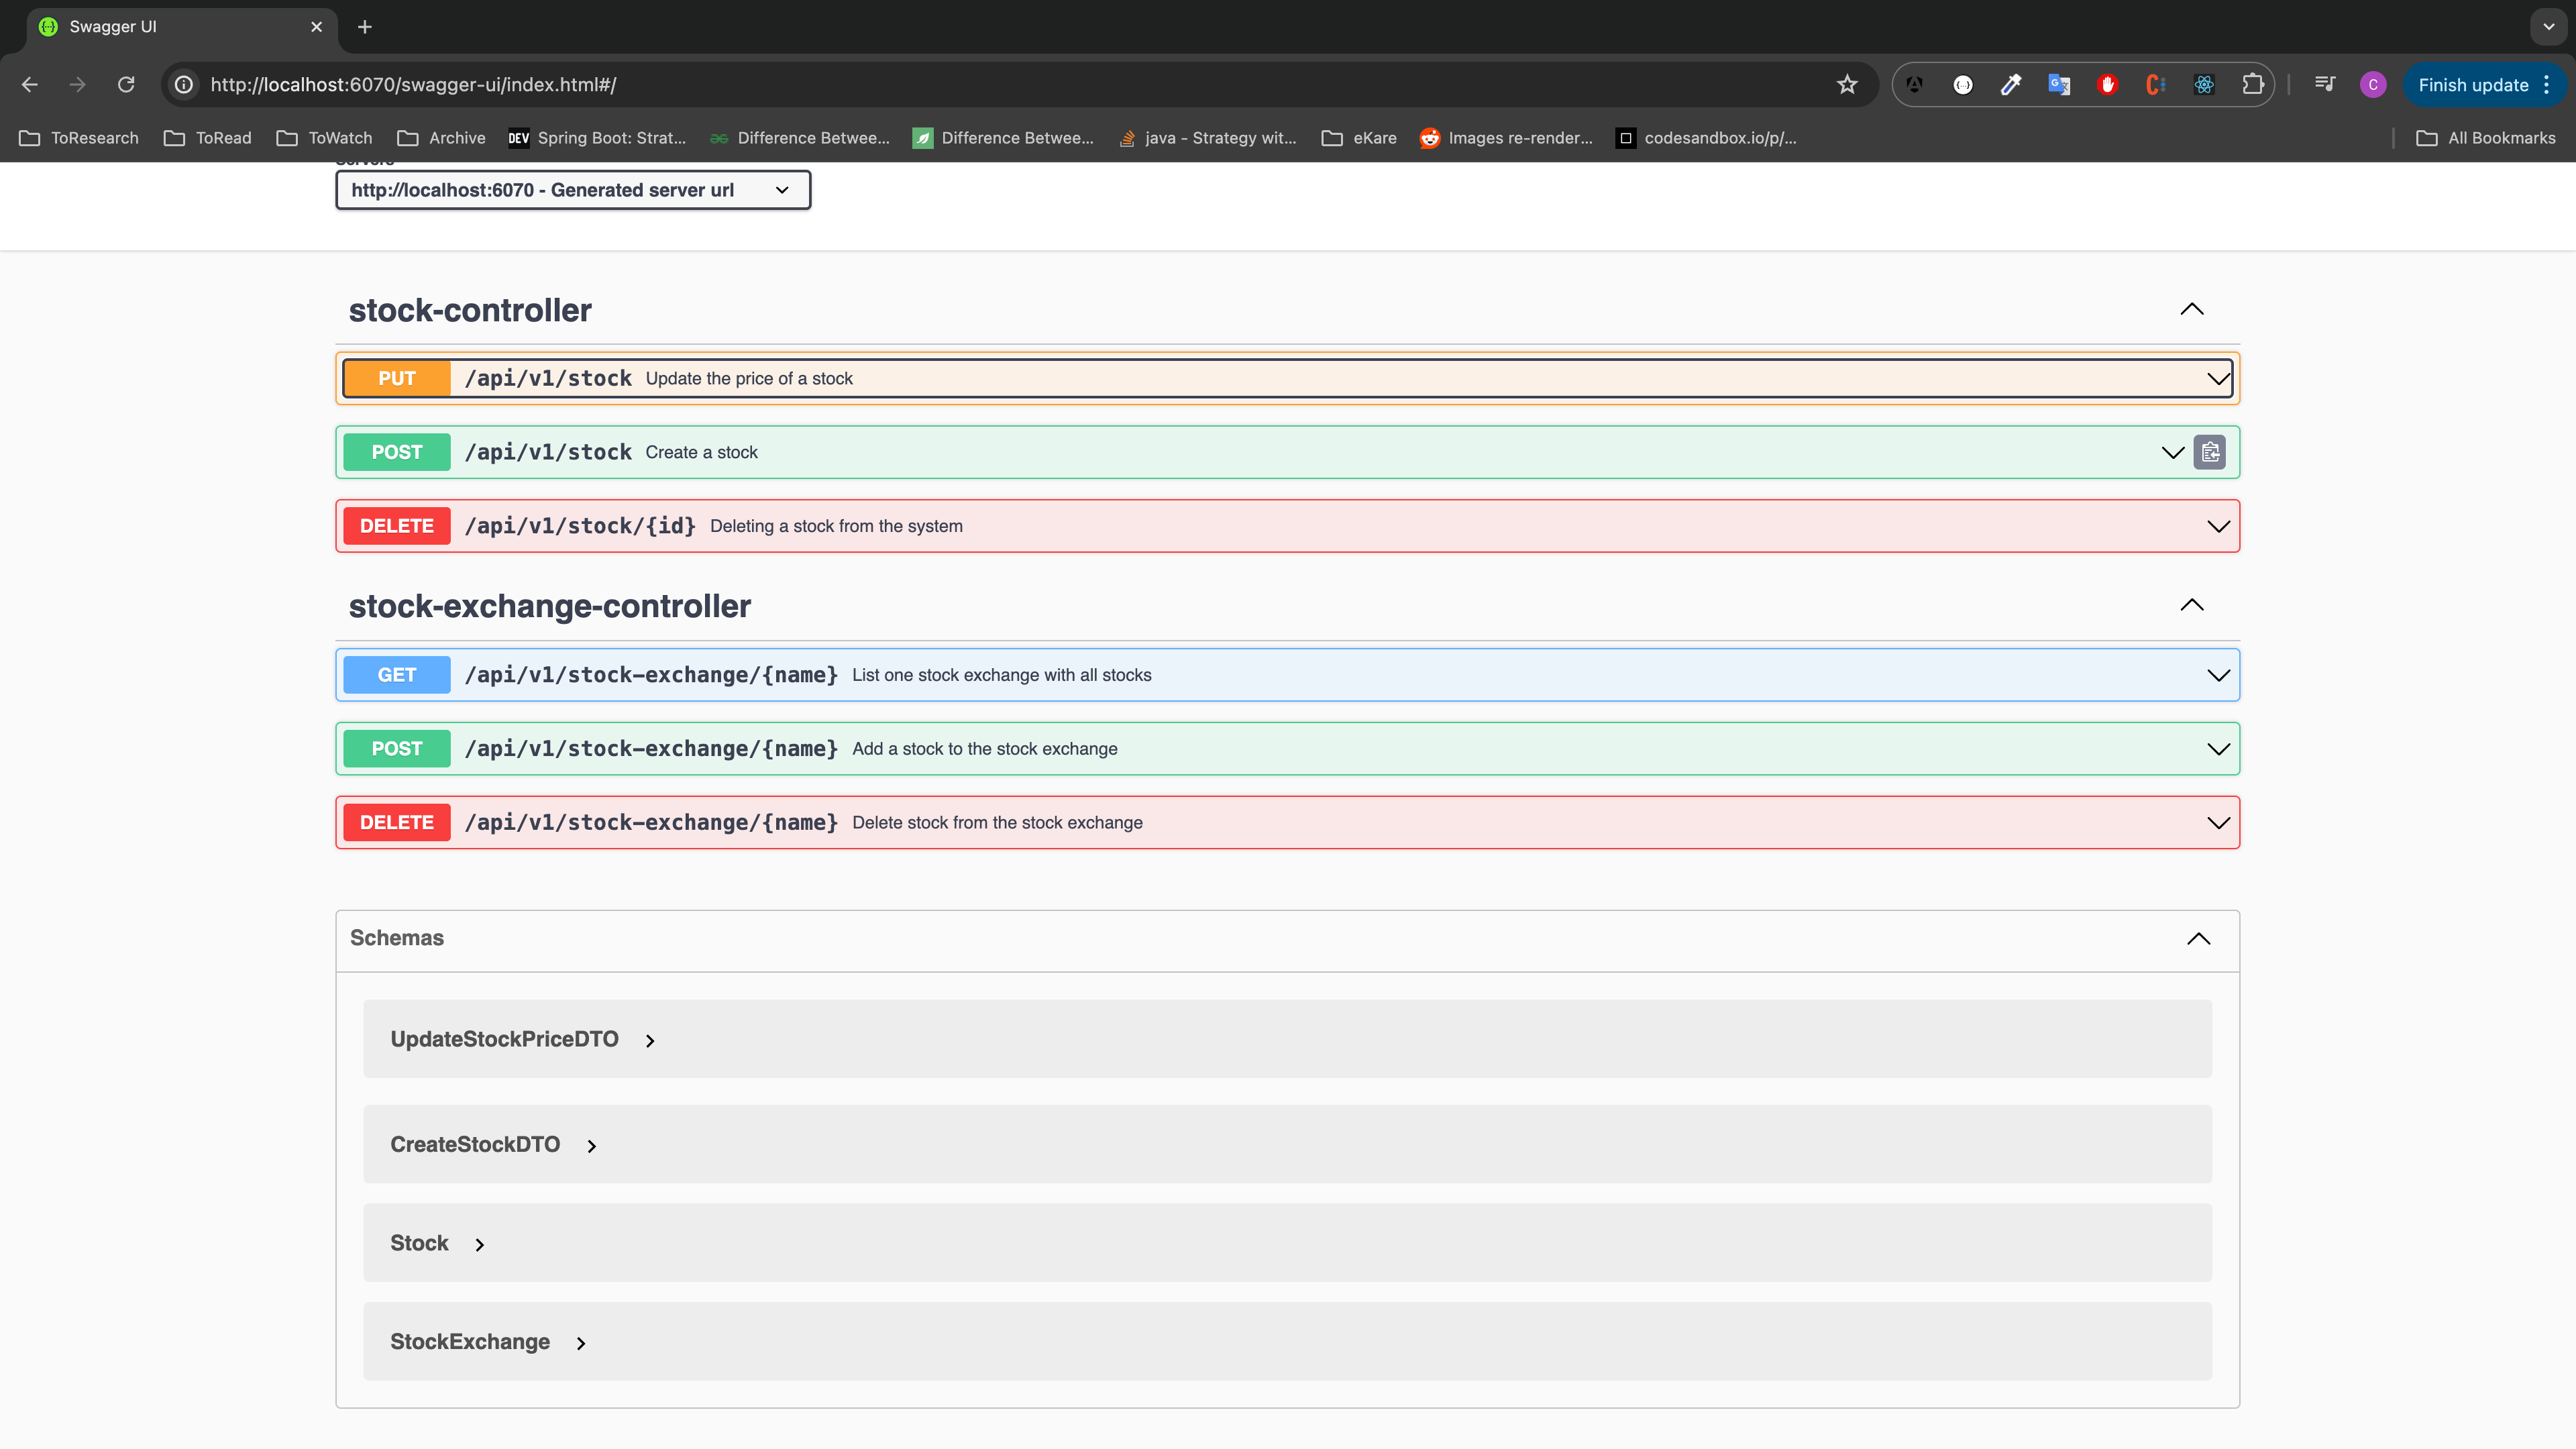 Swagger UI
http://localhost:6070/swagger-ui/index.html#/
C
Finish update
ToResearch
ToRead
ToWatch
Archive
DEV Spring Boot: Strat...
Difference Betwee...
Difference Betwee...
java - Strategy wit...
eKare
Images re-render...
codesandbox.io/p/...
All Bookmarks
Servers
http://localhost:6070 - Generated server url
stock-controller
PUT /api/v1/stock Update the price of a stock
POST /api/v1/stock Create a stock
DELETE /api/v1/stock/{id} Deleting a stock from the system
stock-exchange-controller
GET /api/v1/stock-exchange/{name} List one stock exchange with all stocks
POST /api/v1/stock-exchange/{name} Add a stock to the stock exchange
DELETE /api/v1/stock-exchange/{name} Delete stock from the stock exchange
Schemas
UpdateStockPriceDTO
CreateStockDTO
Stock
StockExchange